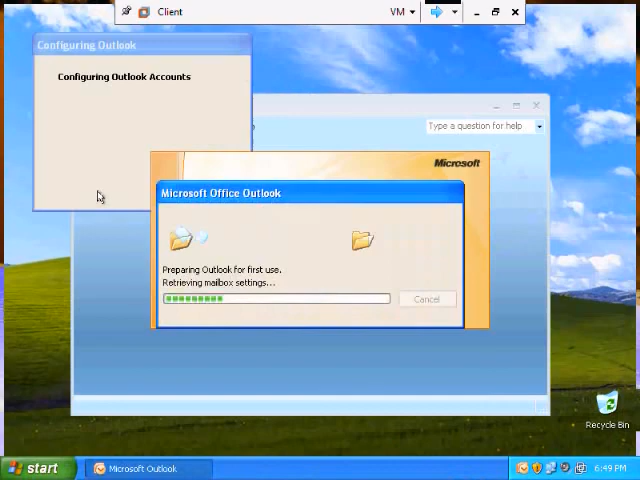 Client
VM
Configuring Outlook
Configuring Outlook Accounts
Type a question for help
Microsoft
Microsoft Office Outlook
Preparing Outlook for first use.
Retrieving mailbox settings...
Cancel
Recycle Bin
start
Microsoft Outlook
6:49 PM